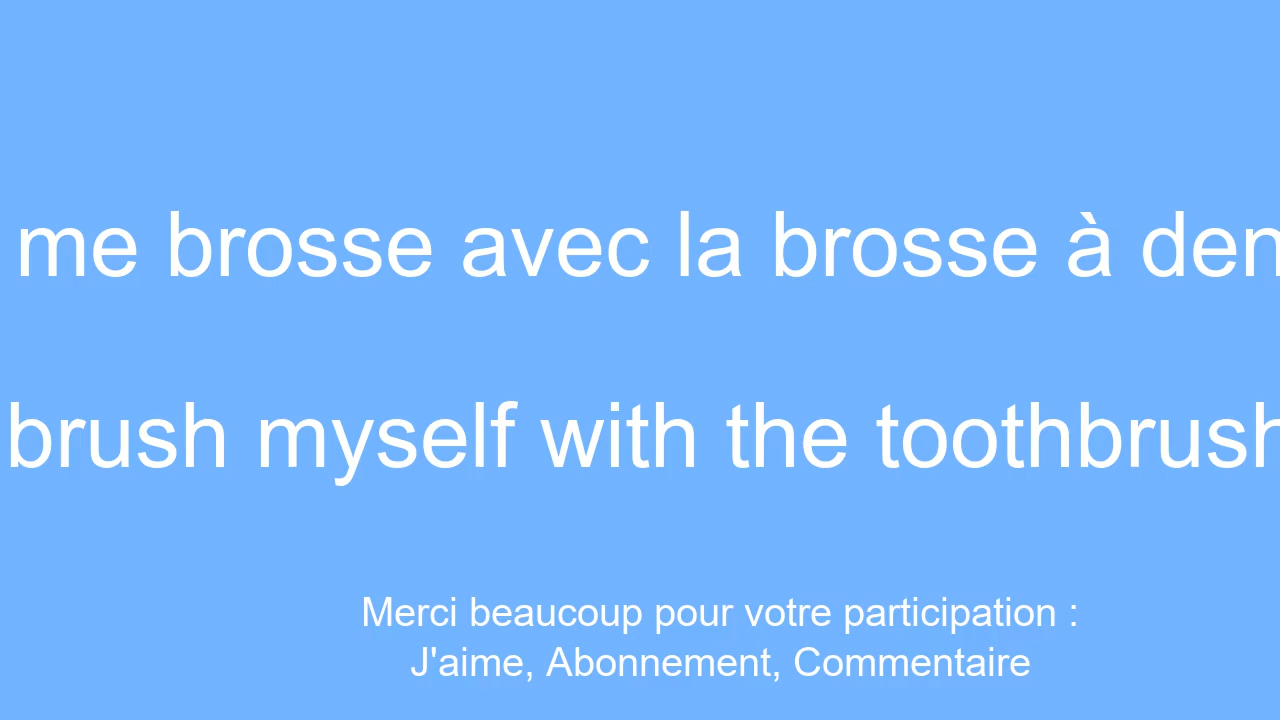 me brosse avec la brosse à den
brush myself with the toothbrush
Merci beaucoup pour votre participation :
J'aime, Abonnement, Commentaire